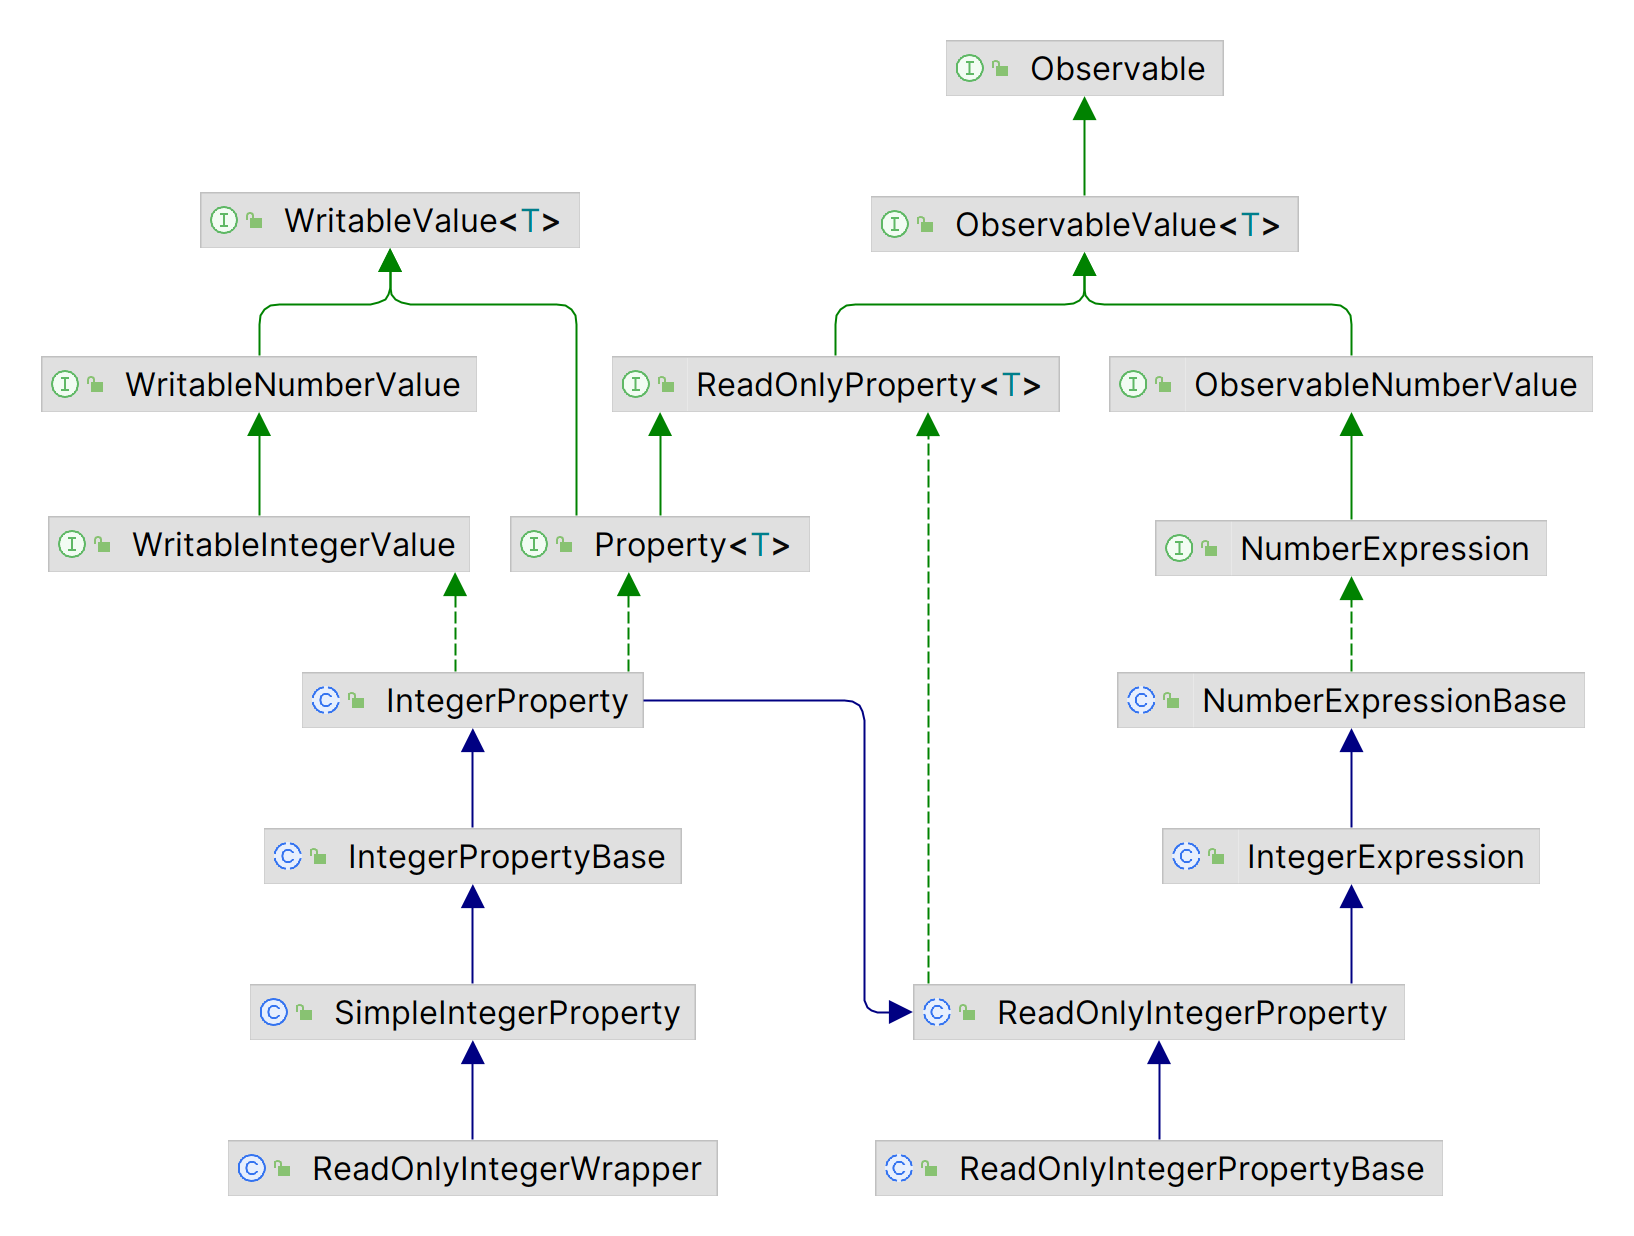 Observable
WritableValue<T>
ObservableValue<T>
WritableNumberValue
ReadOnlyProperty<T>
ObservableNumberValue
WritableIntegerValue
Property<T>
NumberExpression
IntegerProperty
NumberExpressionBase
IntegerPropertyBase
IntegerExpression
SimpleIntegerProperty
ReadOnlyIntegerProperty
ReadOnlyIntegerWrapper
ReadOnlyIntegerPropertyBase